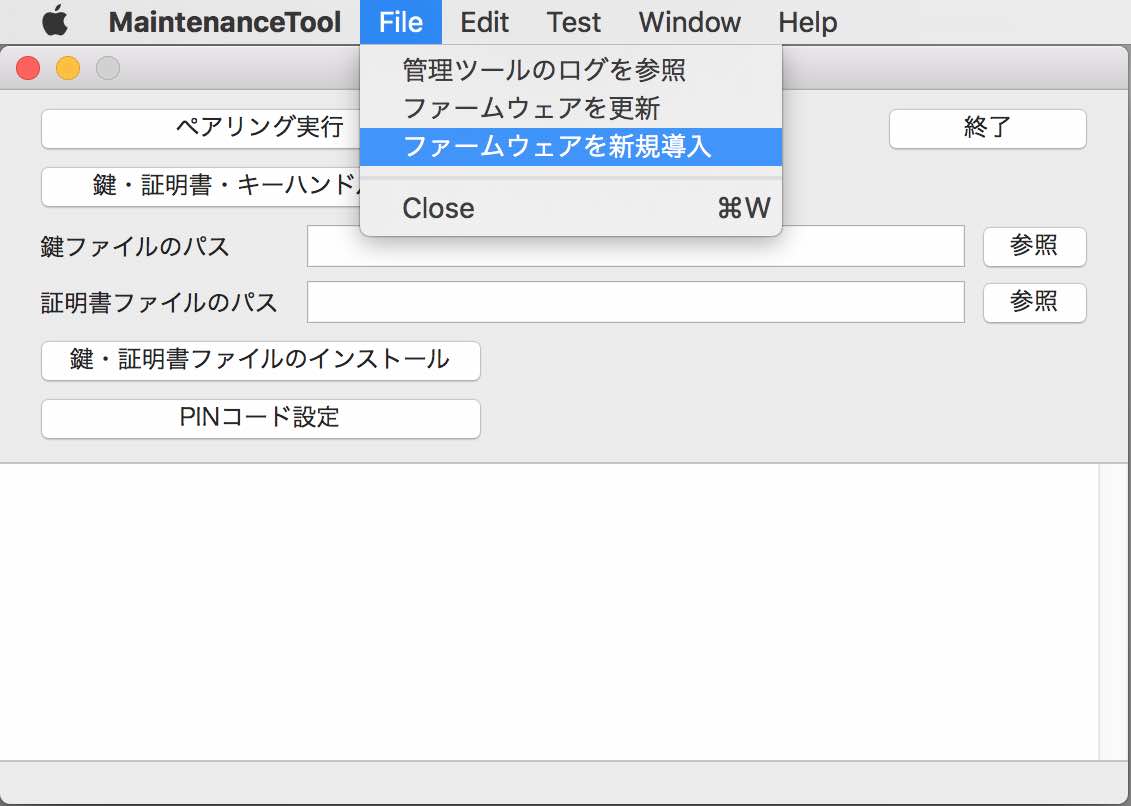 MaintenanceTool File Edit Test Window Help
管理ツールのログを参照
ファームウェアを更新
ファームウェアを新規導入
Close ⌘W
ペアリング実行
終了
鍵・証明書・キーハンド
鍵ファイルのパス
参照
証明書ファイルのパス
参照
鍵・証明書ファイルのインストール
PINコード設定